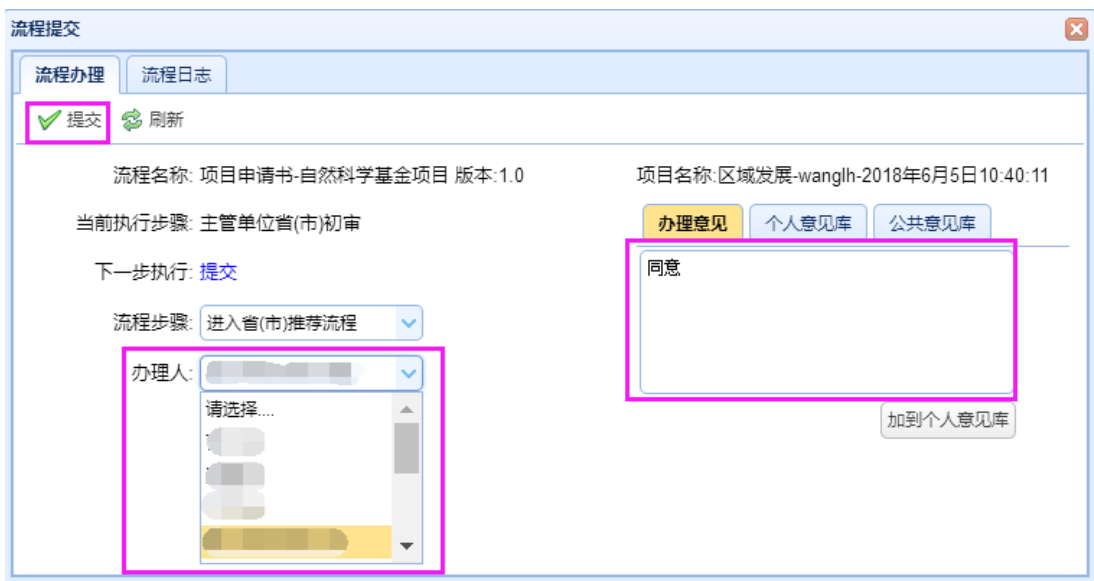 流程提交
流程办理 流程日志
提交 刷新
流程名称: 项目申请书-自然科学基金项目 版本:1.0
项目名称:区域发展-wanglh-2018年6月5日10:40:11
当前执行步骤: 主管单位省(市)初审
下一步执行: 提交
流程步骤: 进入省(市)推荐流程
办理人:
请选择....
办理意见 个人意见库 公共意见库
同意
加到个人意见库